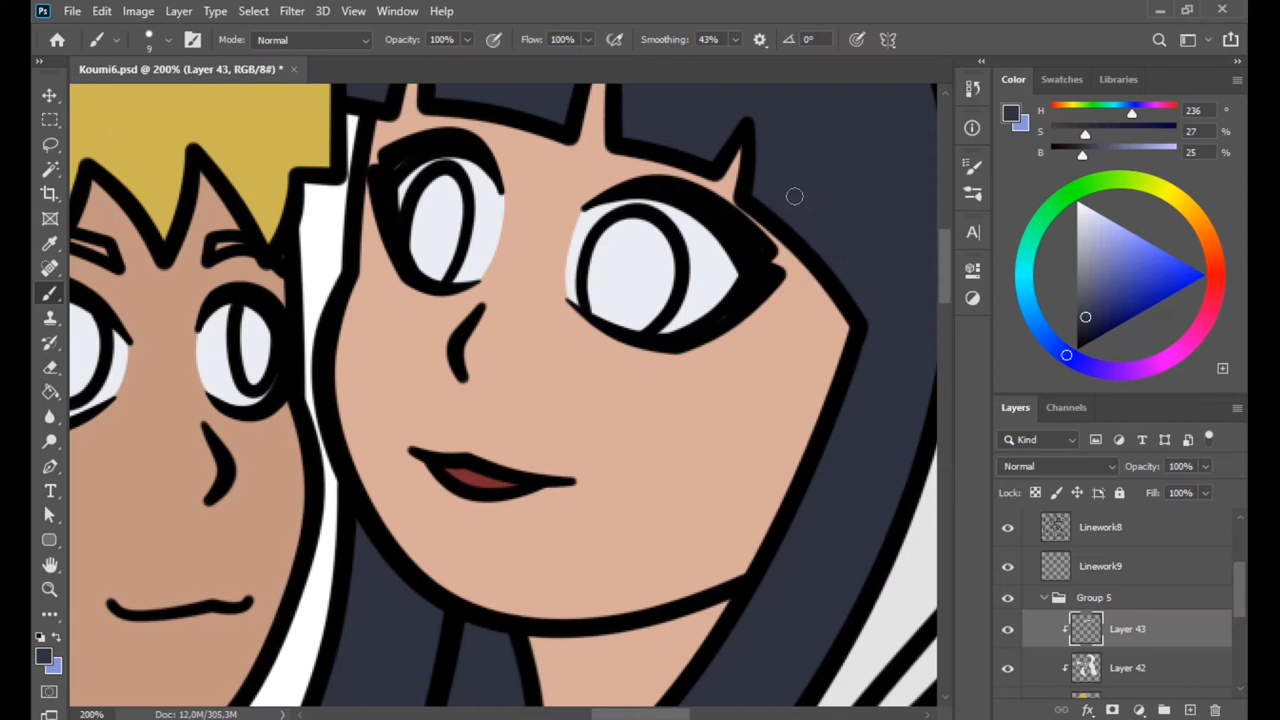 Ps File Edit Image Layer Type Select Filter 3D View Window Help
9 Mode: Normal Opacity: 100% Flow: 100% Smoothing: 43% 0°
Koumi6.psd @ 200% (Layer 43, RGB/8#) * ×
Color Swatches Libraries
H 236 °
S 27 %
B 25 %
Layers Channels
Kind
Normal Opacity: 100%
Lock: Fill: 100%
Linework8
Linework9
Group 5
Layer 43
Layer 42
200% Doc: 12,0M/305,3M